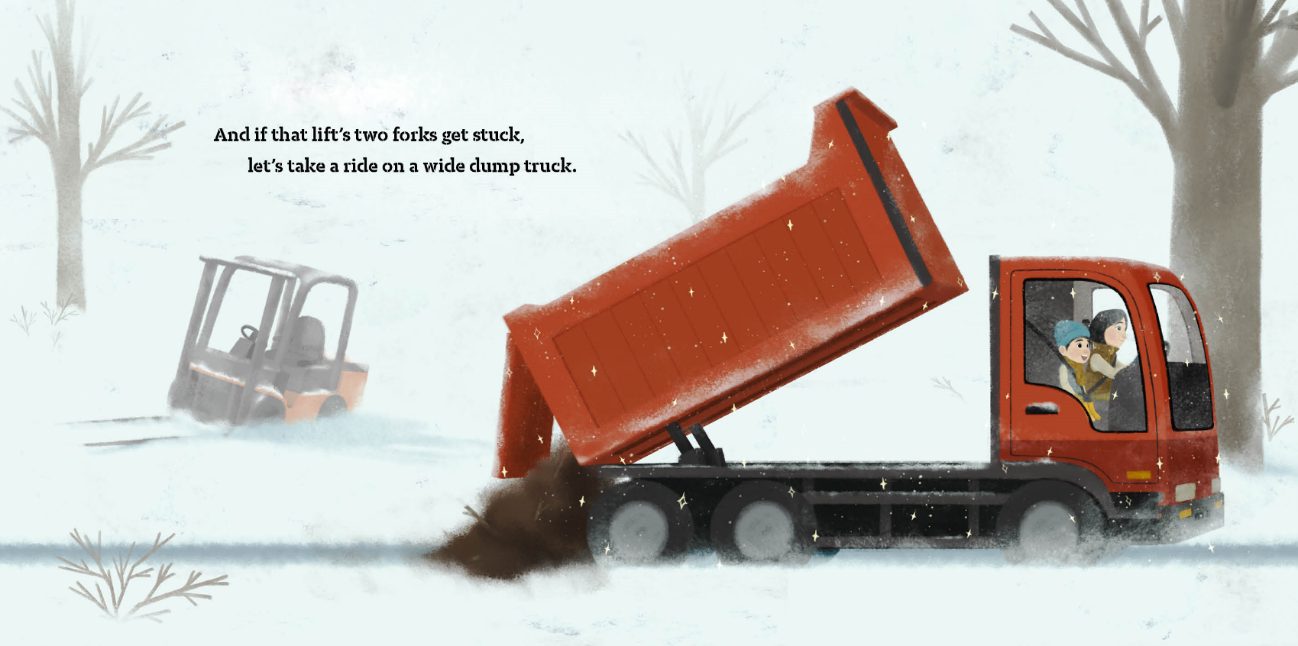 And if that lift’s two forks get stuck,
let’s take a ride on a wide dump truck.